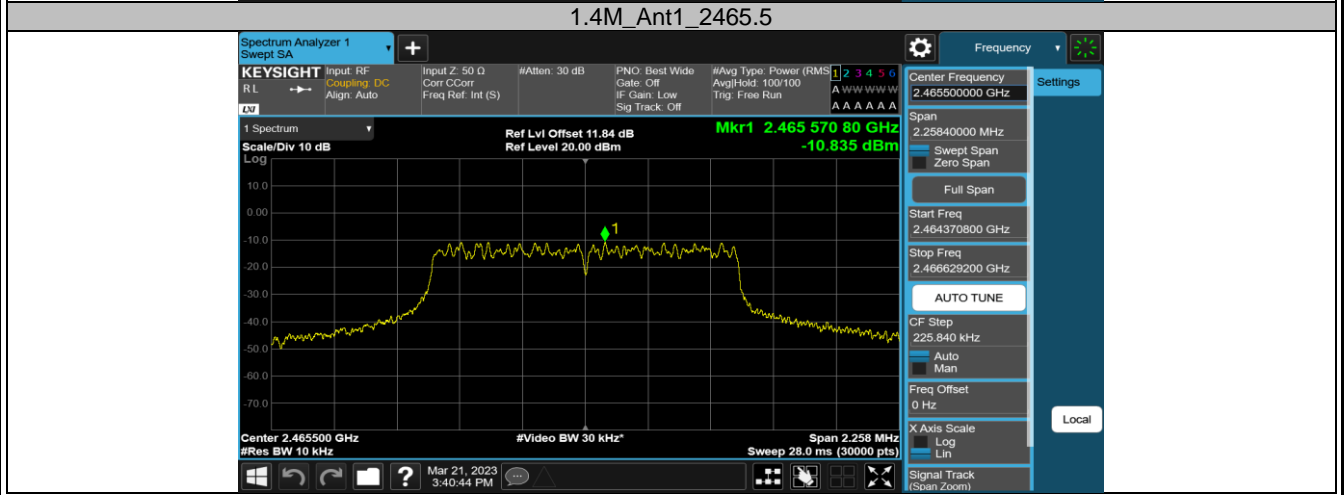 1.4M_Ant1_2465.5
Spectrum Analyzer 1
Swept SA
Frequency
KEYSIGHT
RL
LXI
Input: RF
Coupling: DC
Align: Auto
Input Z: 50 Ω
Corr CCorr
Freq Ref: Int (S)
#Atten: 30 dB
PNO: Best Wide
Gate: Off
IF Gain: Low
Sig Track: Off
#Avg Type: Power (RMS
Avg|Hold: 100/100
Trig: Free Run
1 2 3 4 5 6
A W W W W W
A A A A A A
1 Spectrum
Scale/Div 10 dB
Log
Ref Lvl Offset 11.84 dB
Ref Level 20.00 dBm
Mkr1 2.465 570 80 GHz
-10.835 dBm
10.0
0.00
-10.0
-20.0
-30.0
-40.0
-50.0
-60.0
-70.0
1
Center 2.465500 GHz
#Res BW 10 kHz
#Video BW 30 kHz*
Span 2.258 MHz
Sweep 28.0 ms (30000 pts)
Center Frequency
2.465500000 GHz
Settings
Span
2.25840000 MHz
Swept Span
Zero Span
Full Span
Start Freq
2.464370800 GHz
Stop Freq
2.466629200 GHz
AUTO TUNE
CF Step
225.840 kHz
Auto
Man
Freq Offset
0 Hz
X Axis Scale
Log
Lin
Local
Signal Track
(Span Zoom)
?
Mar 21, 2023
3:40:44 PM